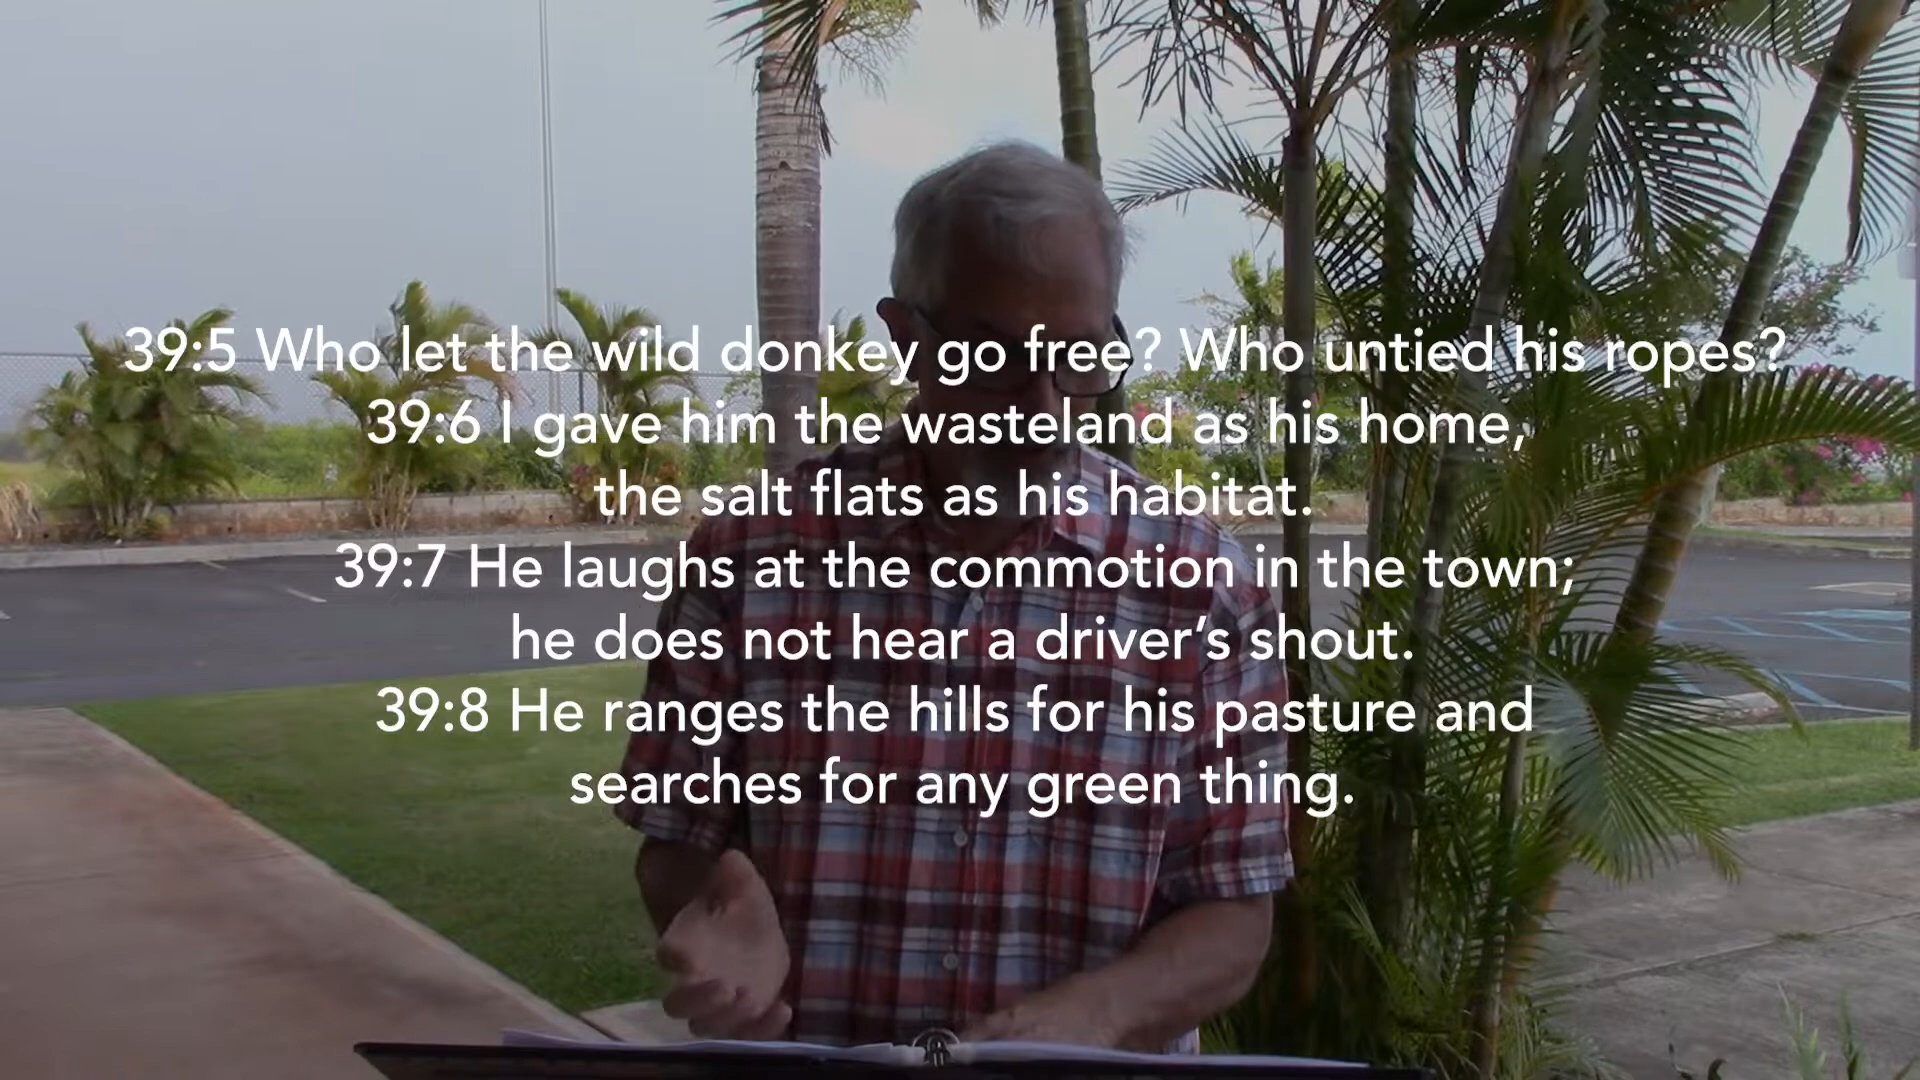 39:5 Who let the wild donkey go free? Who untied his ropes?
39:6 I gave him the wasteland as his home,
the salt flats as his habitat.
39:7 He laughs at the commotion in the town;
he does not hear a driver’s shout.
39:8 He ranges the hills for his pasture and
searches for any green thing.